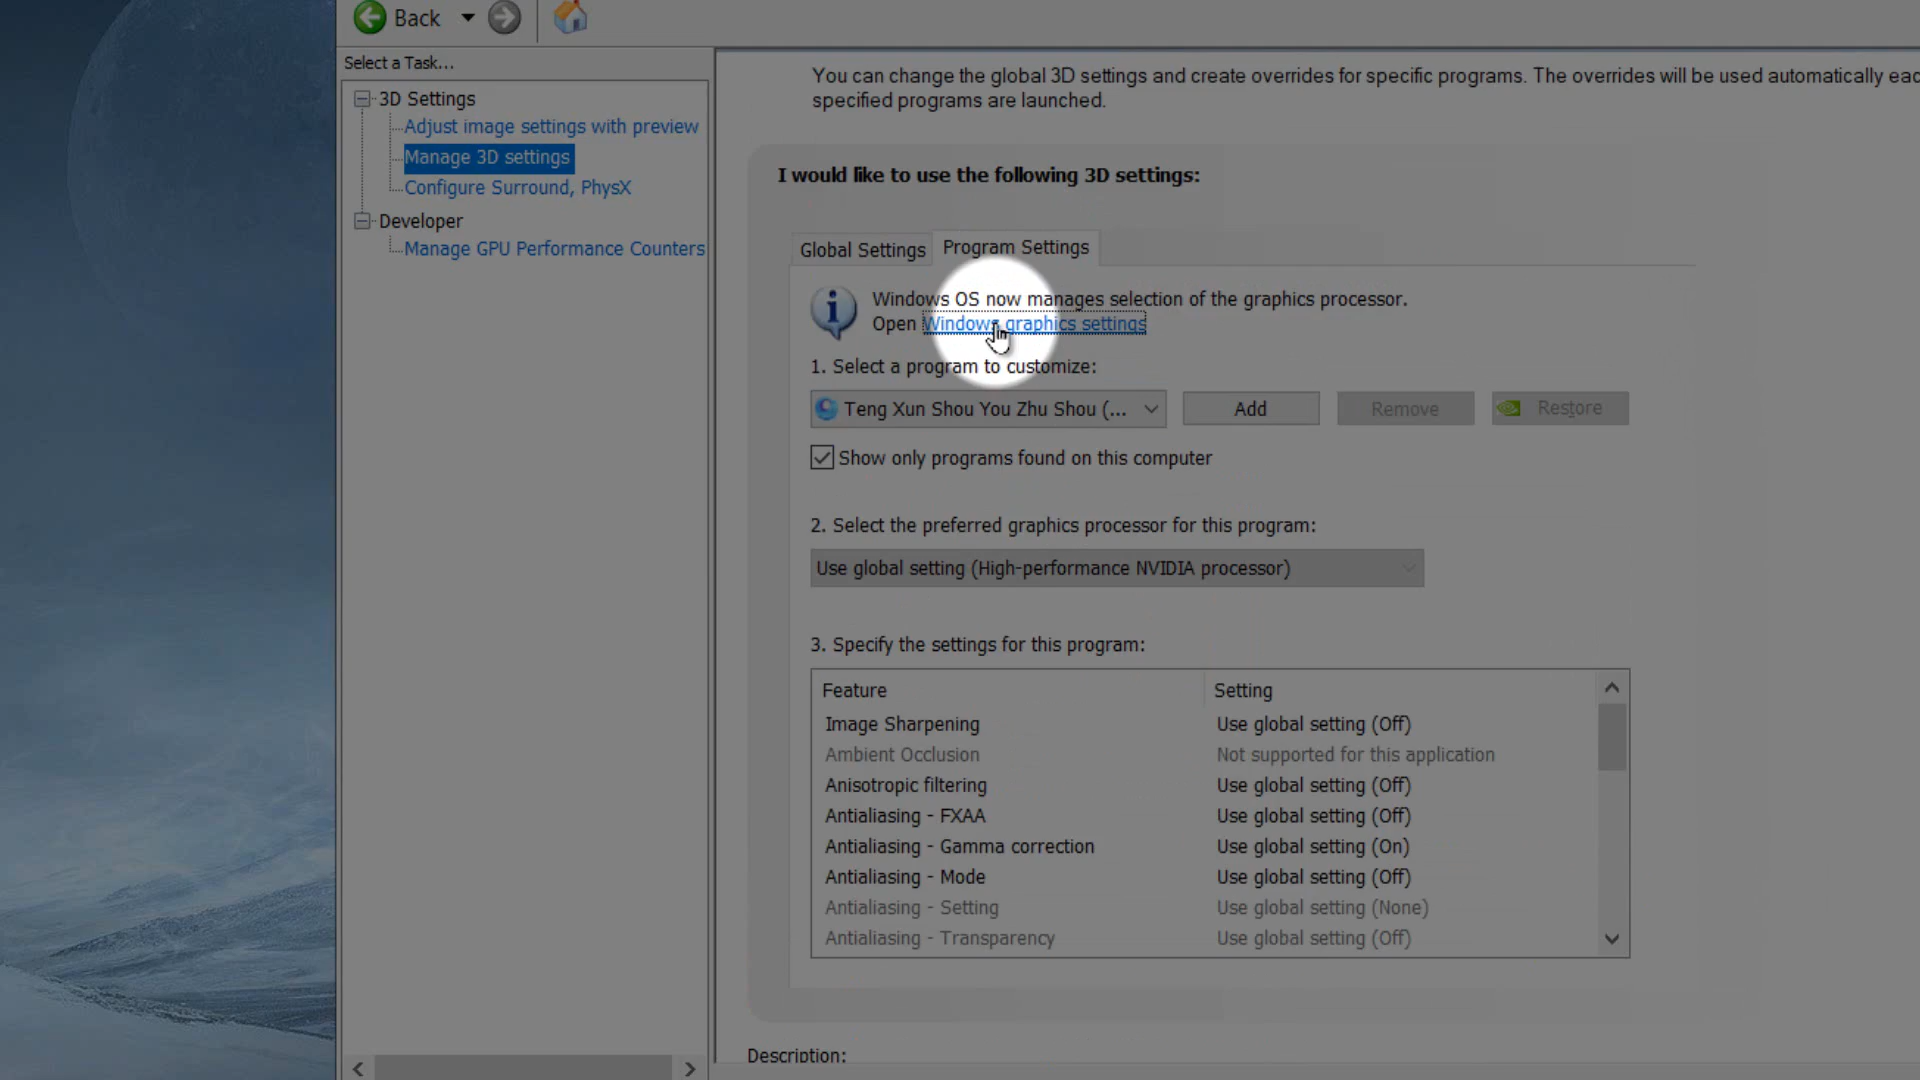 Back
Select a Task...
3D Settings
Adjust image settings with preview
Manage 3D settings
Configure Surround, PhysX
Developer
Manage GPU Performance Counters
You can change the global 3D settings and create overrides for specific programs. The overrides will be used automatically eac
specified programs are launched.
I would like to use the following 3D settings:
Global Settings
Program Settings
Windows OS now manages selection of the graphics processor.
Open Windows graphics settings
1. Select a program to customize:
Teng Xun Shou You Zhu Shou (...
Add
Remove
Restore
Show only programs found on this computer
2. Select the preferred graphics processor for this program:
Use global setting (High-performance NVIDIA processor)
3. Specify the settings for this program:
Feature Setting
Image Sharpening Use global setting (Off)
Ambient Occlusion Not supported for this application
Anisotropic filtering Use global setting (Off)
Antialiasing - FXAA Use global setting (Off)
Antialiasing - Gamma correction Use global setting (On)
Antialiasing - Mode Use global setting (Off)
Antialiasing - Setting Use global setting (None)
Antialiasing - Transparency Use global setting (Off)
Description: